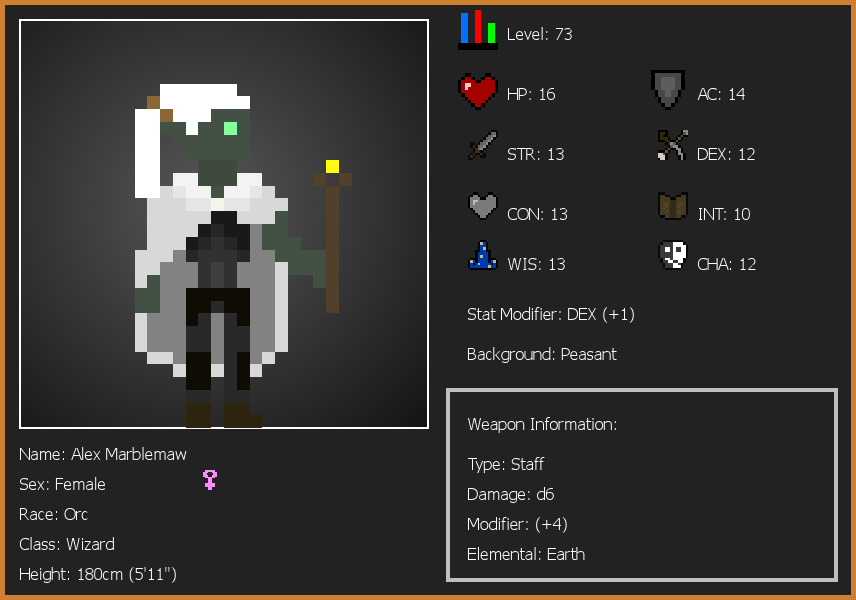 Level: 73
HP: 16
AC: 14
STR: 13
DEX: 12
CON: 13
INT: 10
WIS: 13
CHA: 12
Stat Modifier: DEX (+1)
Background: Peasant
Weapon Information:
Type: Staff
Damage: d6
Modifier: (+4)
Elemental: Earth
Name: Alex Marblemaw
Sex: Female
Race: Orc
Class: Wizard
Height: 180cm (5'11")